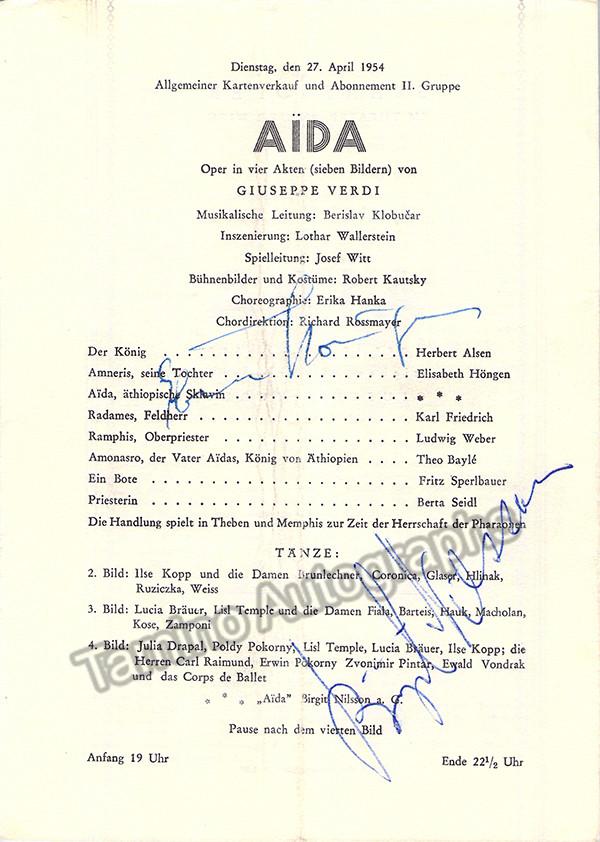 Dienstag, den 27. April 1954
Allgemeiner Kartenverkauf und Abonnement II. Gruppe
AÏDA
Oper in vier Akten (sieben Bildern) von
GIUSEPPE VERDI
Musikalische Leitung: Berislav Klobučar
Inszenierung: Lothar Wallerstein
Spielleitung: Josef Witt
Bühnenbilder und Kostüme: Robert Kautsky
Choreographie: Erika Hanka
Chordirektion: Richard Rossmayer
Der König . . . . . . . . . . . . . . . . . Herbert Alsen
Amneris, seine Tochter . . . . . . . . . . . . Elisabeth Höngen
Aïda, äthiopische Sklavin . . . . . . . . . . . * * *
Radames, Feldherr . . . . . . . . . . . . . . Karl Friedrich
Ramphis, Oberpriester . . . . . . . . . . . . Ludwig Weber
Amonasro, der Vater Aïdas, König von Äthiopien . . . . Theo Baylé
Ein Bote . . . . . . . . . . . . . . . . . Fritz Sperlbauer
Priesterin . . . . . . . . . . . . . . . . . Berta Seidl
Die Handlung spielt in Theben und Memphis zur Zeit der Herrschaft der Pharaonen
TÄNZE:
2. Bild: Ilse Kopp und die Damen Brunlechner, Coronica, Glaser, Hlinak,
Ruziczka, Weiss
3. Bild: Lucia Bräuer, Lisl Temple und die Damen Fiala, Barteis, Hauk, Macholan,
Kose, Zamponi
4. Bild: Julia Drapal, Poldy Pokorny, Lisl Temple, Lucia Bräuer, Ilse Kopp; die
Herren Carl Raimund, Erwin Pokorny Zvonimir Pintar, Ewald Vondrak
und das Corps de Ballet
* * * „Aïda” Birgit Nilsson a. G.
Pause nach dem vierten Bild
Anfang 19 Uhr Ende 22½ Uhr
Birgit Nilsson
Tamino Autographs